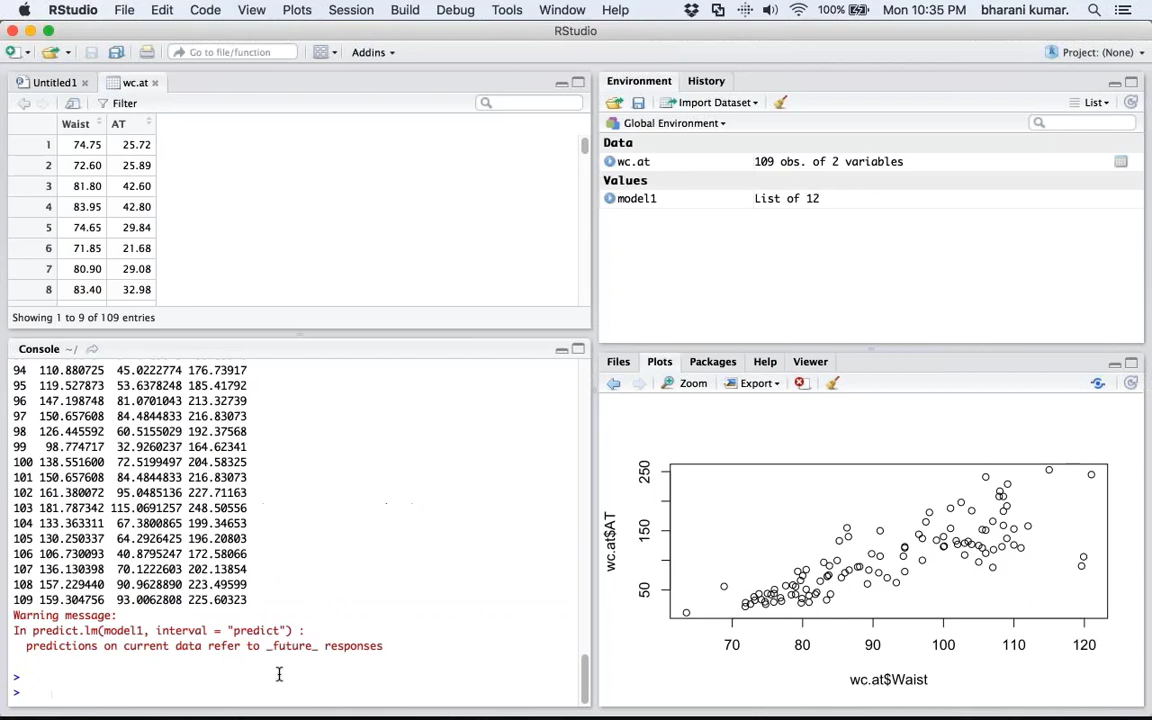 RStudio File Edit Code View Plots Session Build Debug Tools Window Help 100% Mon 10:35 PM bharani kumar.
RStudio
Go to file/function Addins Project: (None)
Untitled1 wc.at
Filter
Waist AT
1 74.75 25.72
2 72.60 25.89
3 81.80 42.60
4 83.95 42.80
5 74.65 29.84
6 71.85 21.68
7 80.90 29.08
8 83.40 32.98
Showing 1 to 9 of 109 entries
Console ~/
94 110.880725 45.0222774 176.73917
95 119.527873 53.6378248 185.41792
96 147.198748 81.0701043 213.32739
97 150.657608 84.4844833 216.83073
98 126.445592 60.5155029 192.37568
99 98.774717 32.9260237 164.62341
100 138.551600 72.5199497 204.58325
101 150.657608 84.4844833 216.83073
102 161.380072 95.0485136 227.71163
103 181.787342 115.0691257 248.50556
104 133.363311 67.3800865 199.34653
105 130.250337 64.2926425 196.20803
106 106.730093 40.8795247 172.58066
107 136.130398 70.1222603 202.13854
108 157.229440 90.9628890 223.49599
109 159.304756 93.0062808 225.60323
Warning message:
In predict.lm(model1, interval = "predict") :
predictions on current data refer to _future_ responses
>
>
Environment History
Import Dataset List
Global Environment
Data
wc.at 109 obs. of 2 variables
Values
model1 List of 12
Files Plots Packages Help Viewer
Zoom Export
wc.at$AT
250
150
50
70 80 90 100 110 120
wc.at$Waist